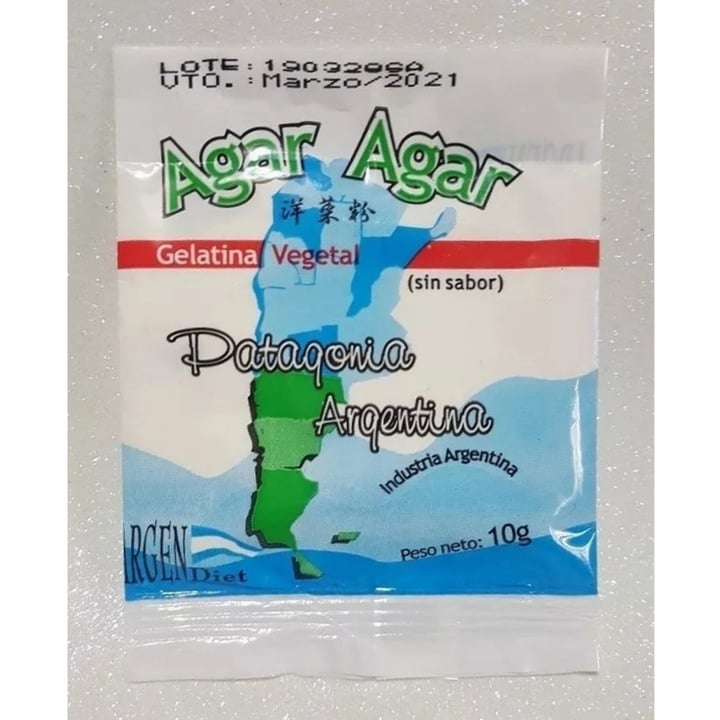 LOTE: 1903206A
VTO.: Marzo/2021
Agar Agar
洋菜粉
Gelatina Vegetal
(sin sabor)
Patagonia
Argentina
Industria Argentina
Peso neto: 10g
ARGEN
Diet